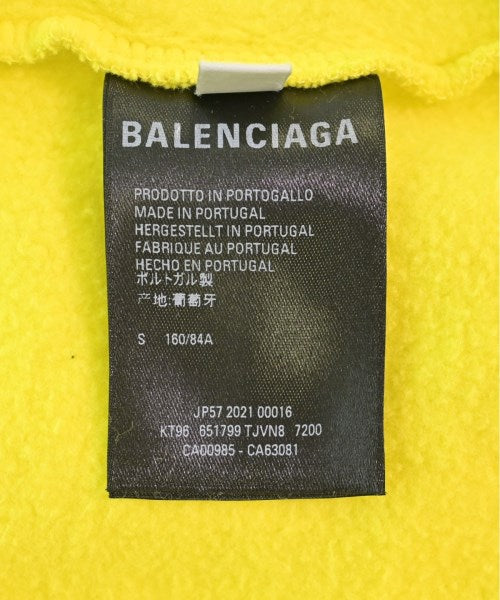 BALENCIAGA
PRODOTTO IN PORTOGALLO
MADE IN PORTUGAL
HERGESTELLT IN PORTUGAL
FABRIQUE AU PORTUGAL
HECHO EN PORTUGAL
ポルトガル製
产地:葡萄牙
S 160/84A
JP57 2021 00016
KT96 651799 TJVN8 7200
CA00985 - CA63081